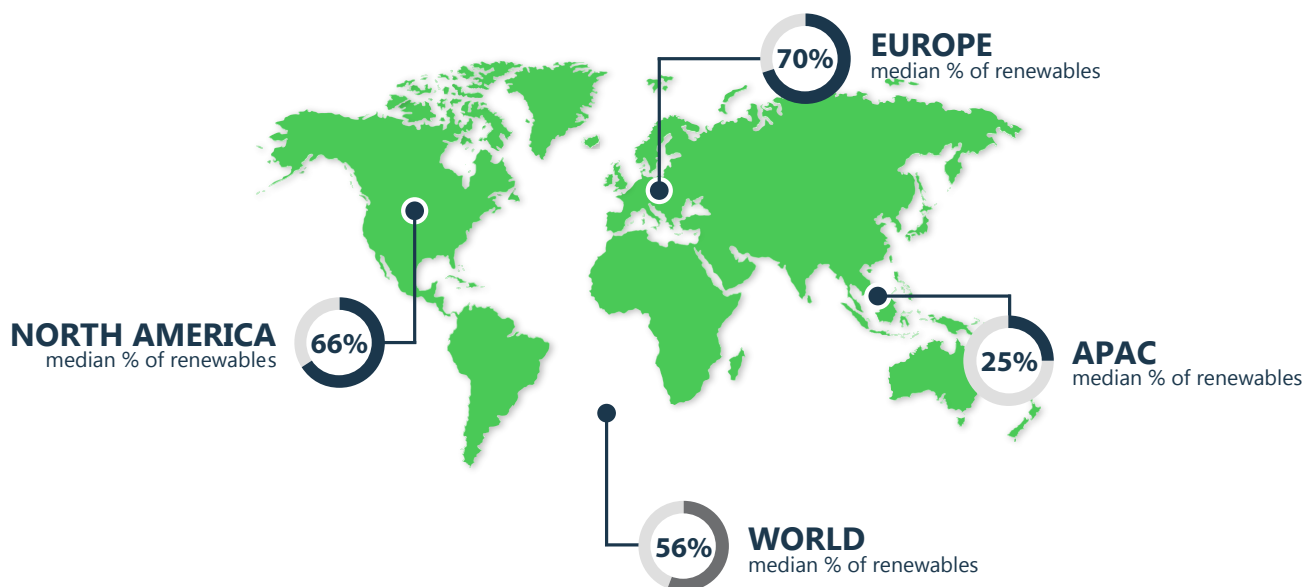 70%
EUROPE
median % of renewables
NORTH AMERICA
median % of renewables
66%
25%
APAC
median % of renewables
56%
WORLD
median % of renewables